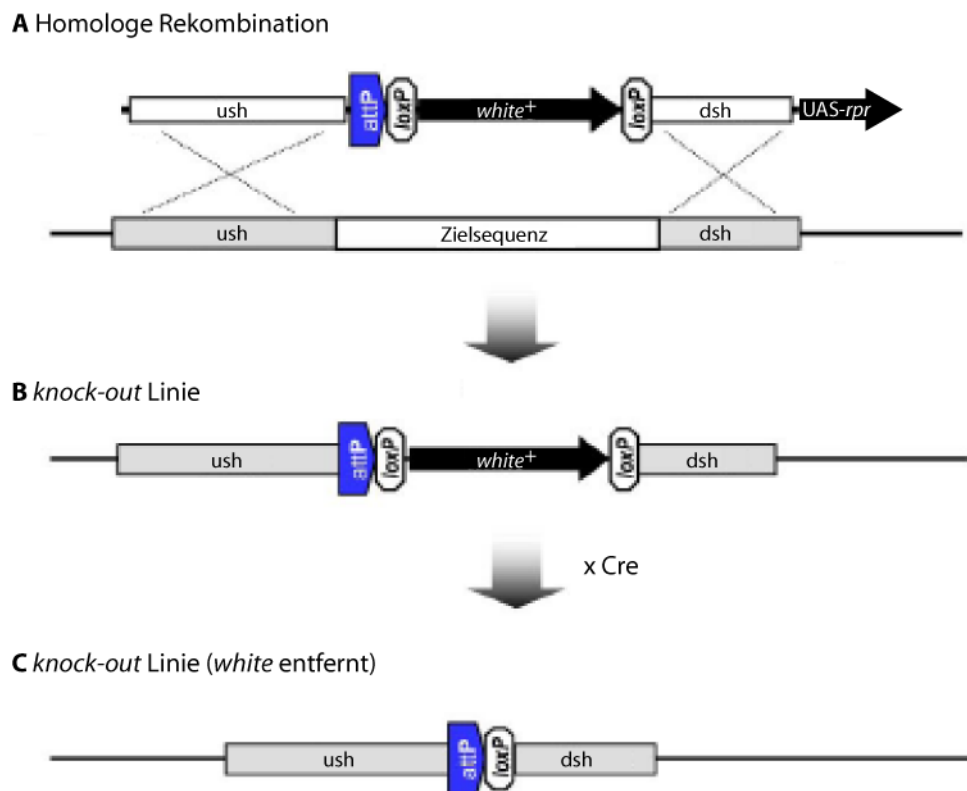 A Homologe Rekombination
ush attP loxP white+ loxP dsh UAS-rpr
ush Zielsequenz dsh
B knock-out Linie
ush attP loxP white+ loxP dsh
x Cre
C knock-out Linie (white entfernt)
ush attP loxP dsh